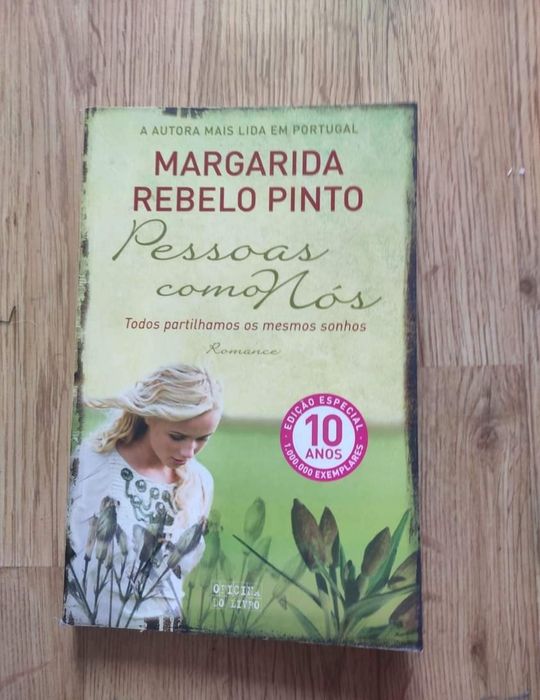 A AUTORA MAIS LIDA EM PORTUGAL
MARGARIDA
REBELO PINTO
Pessoas
como Nós
Todos partilhamos os mesmos sonhos
Romance
EDIÇÃO ESPECIAL
10
ANOS
1.000.000 EXEMPLARES
OFICINA
DO LIVRO